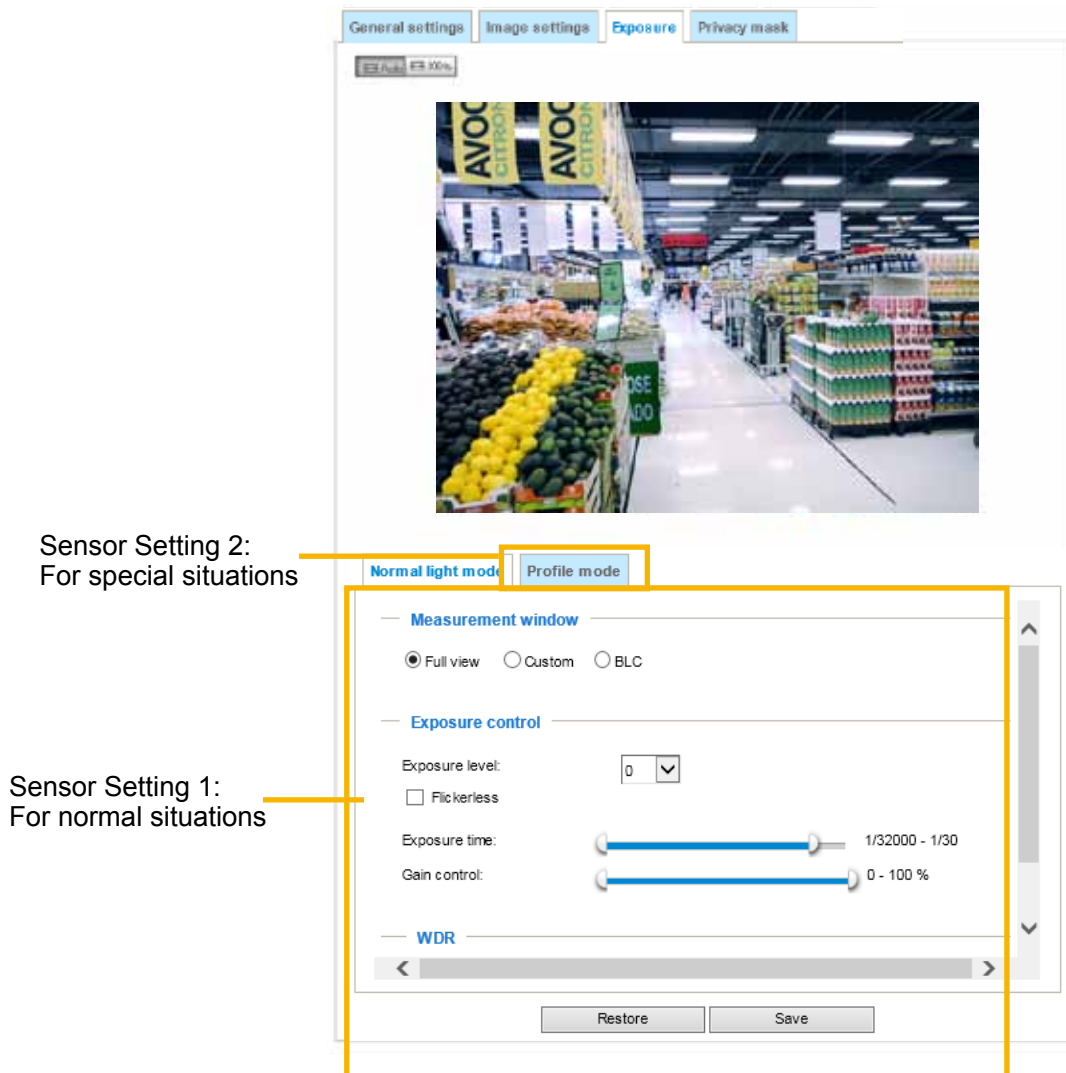 General settings
Image settings
Exposure
Privacy mask
Auto
100%
AVOC
CITRON
AVOC
CITRON
OSE
ADO
Sensor Setting 2:
For special situations
Normal light mode
Profile mode
Measurement window
Full view
Custom
BLC
Exposure control
Exposure level:
0
Flickerless
Sensor Setting 1:
For normal situations
Exposure time:
1/32000 - 1/30
Gain control:
0 - 100 %
WDR
Restore
Save